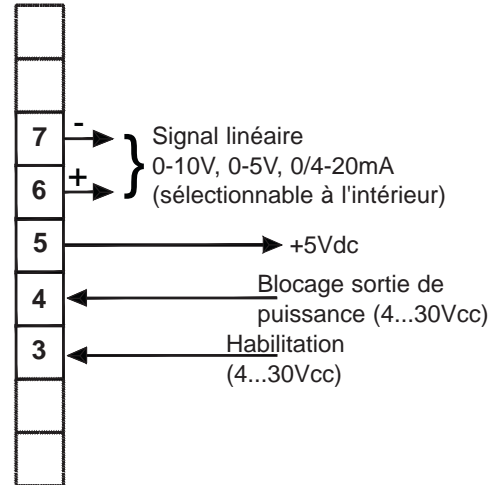 7 - Signal linéaire
0-10V, 0-5V, 0/4-20mA
6 + (sélectionnable à l'intérieur)
5 +5Vdc
4 Blocage sortie de
puissance (4...30Vcc)
3 Habilitation
(4...30Vcc)